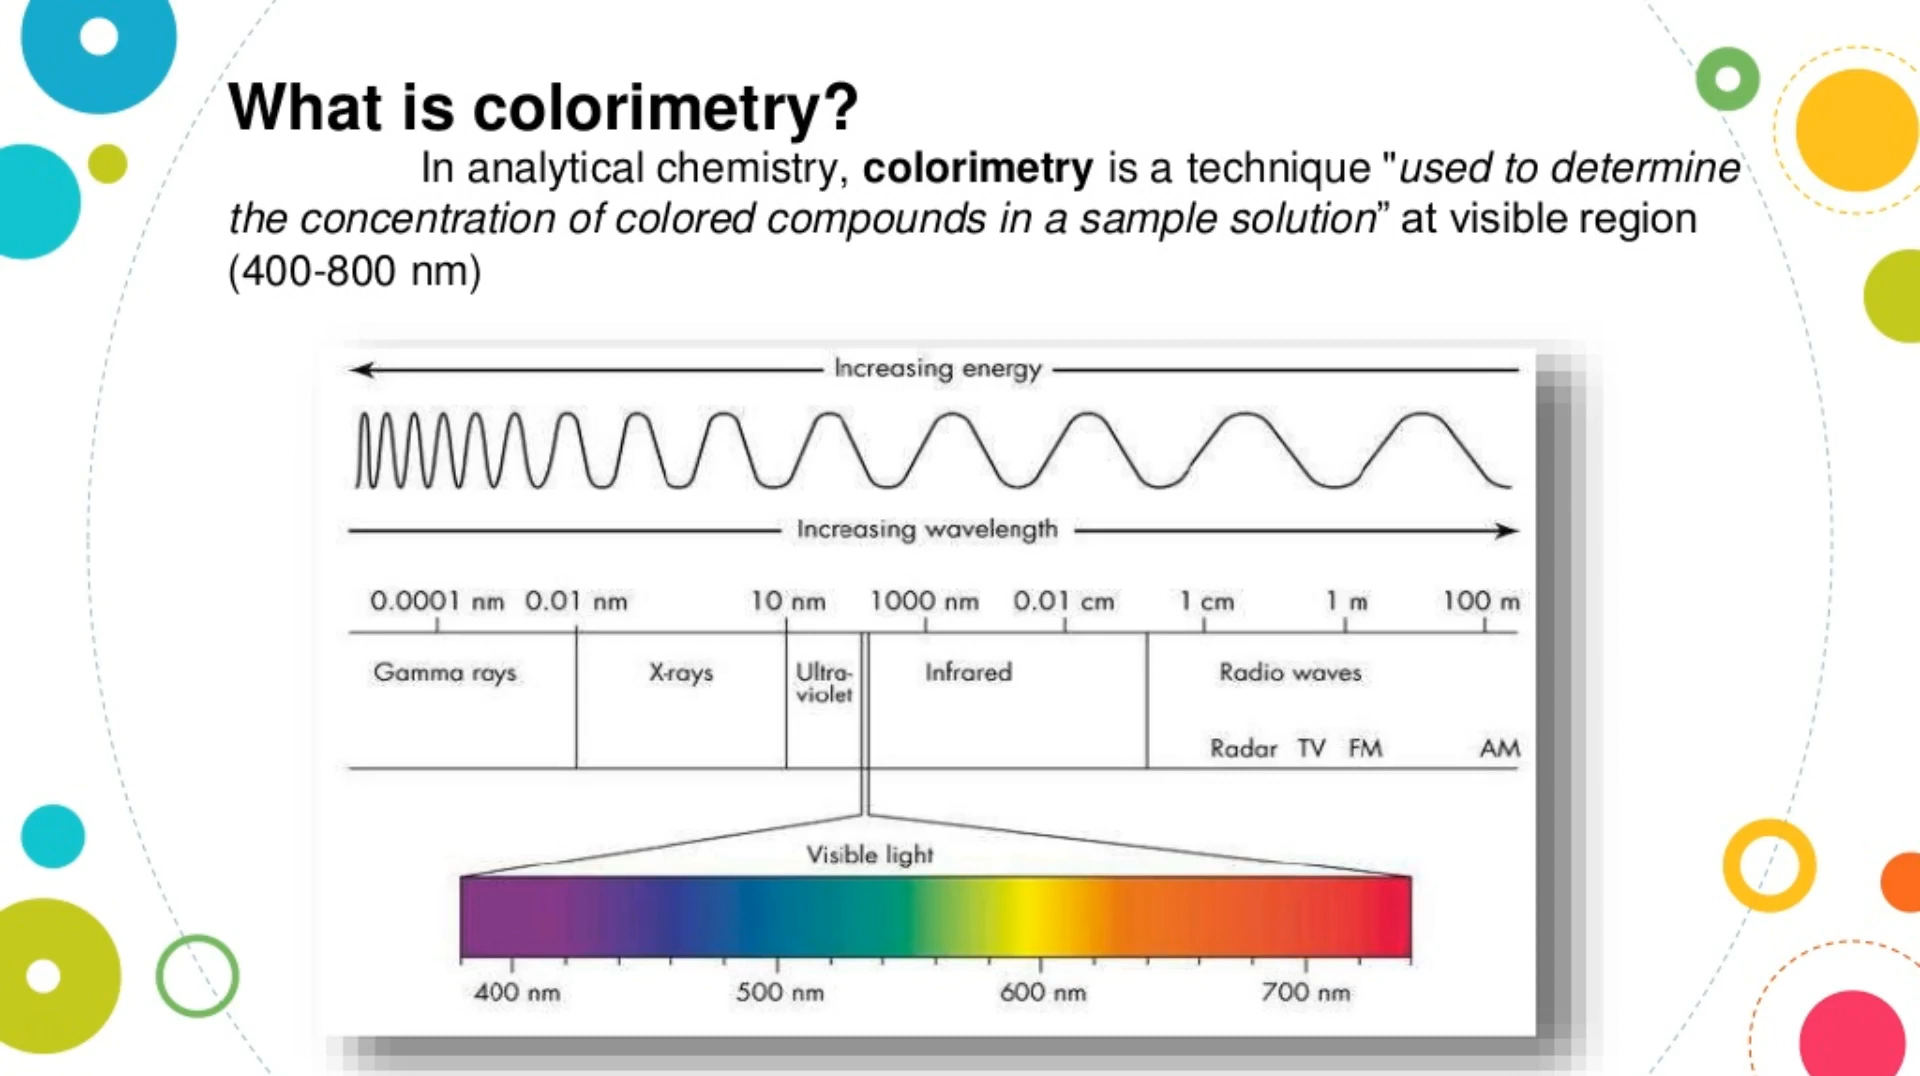 What is colorimetry?
In analytical chemistry, colorimetry is a technique "used to determine
the concentration of colored compounds in a sample solution” at visible region
(400-800 nm)
Increasing energy
Increasing wavelength
0.0001 nm 0.01 nm 10 nm 1000 nm 0.01 cm 1 cm 1 m 100 m
Gamma rays X-rays Ultra- Infrared Radio waves
violet
Radar TV FM AM
Visible light
400 nm 500 nm 600 nm 700 nm